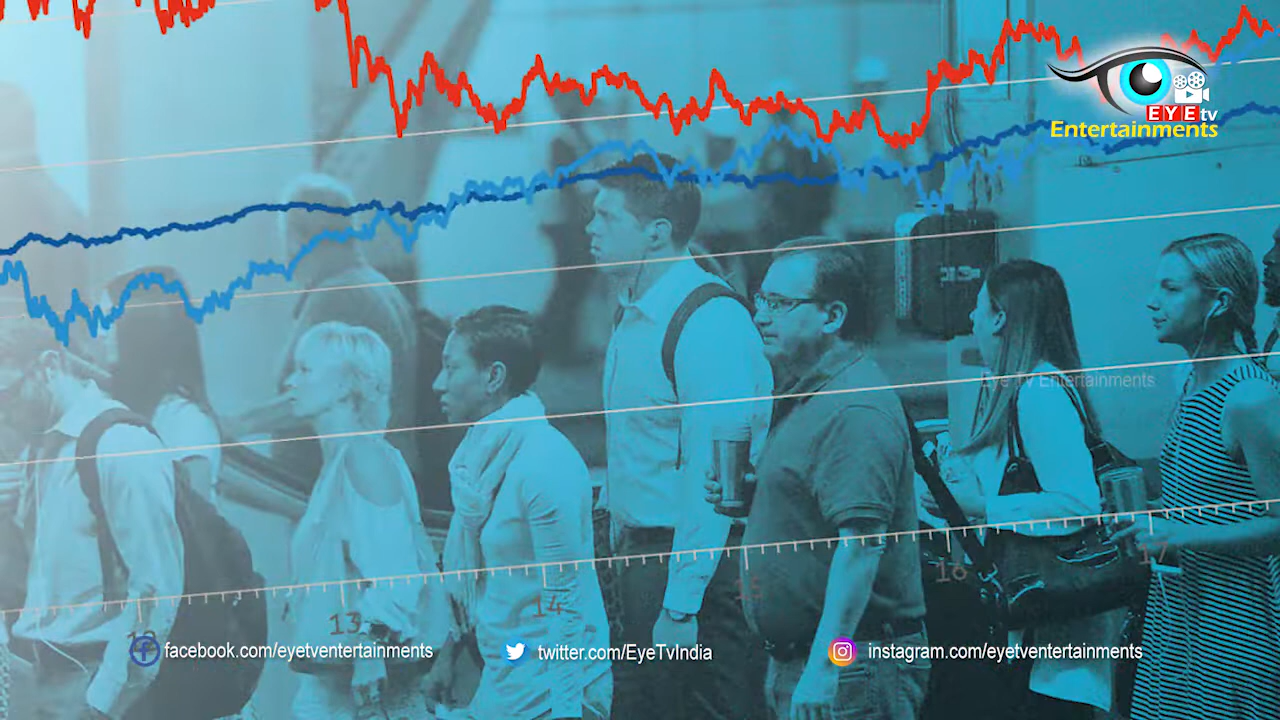 EYE tv
Entertainments
Eye TV Entertainments
13
14
15
16
17
facebook.com/eyetventertainments
twitter.com/EyeTvIndia
instagram.com/eyetventertainments